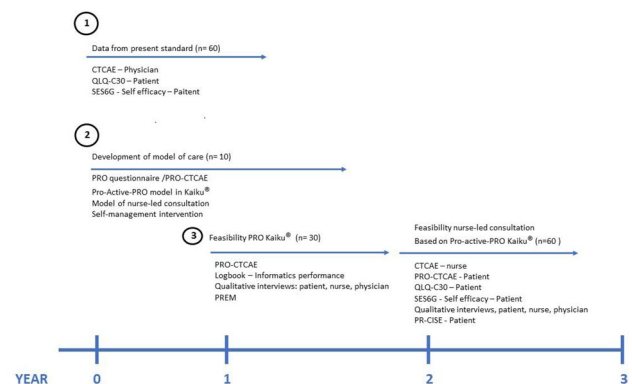 1
Data from present standard (n= 60)
CTCAE – Physician
QLQ-C30 – Patient
SES6G - Self efficacy – Paitent
2
Development of model of care (n= 10)
PRO questionnaire /PRO-CTCAE
Pro-Active-PRO model in Kaiku®
Model of nurse-led consultation
Self-management intervention
3
Feasibility PRO Kaiku® (n= 30)
PRO-CTCAE
Logbook – Informatics performance
Qualitative interviews: patient, nurse, physician
PREM
Feasibility nurse-led consultation
Based on Pro-active-PRO Kaiku® (n=60 )
CTCAE – nurse
PRO-CTCAE - Patient
QLQ-C30 – Patient
SES6G - Self efficacy – Patient
Qualitative interviews, patient, nurse, physician
PR-CISE - Patient
YEAR 0 1 2 3